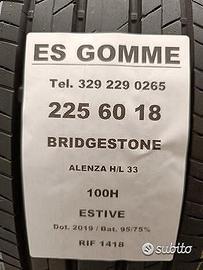 ES GOMME
Tel. 329 229 0265
225 60 18
BRIDGESTONE
ALENZA H/L 33
100H
ESTIVE
Dot. 2019 / Bat. 95/75%
RIF 1418
subito